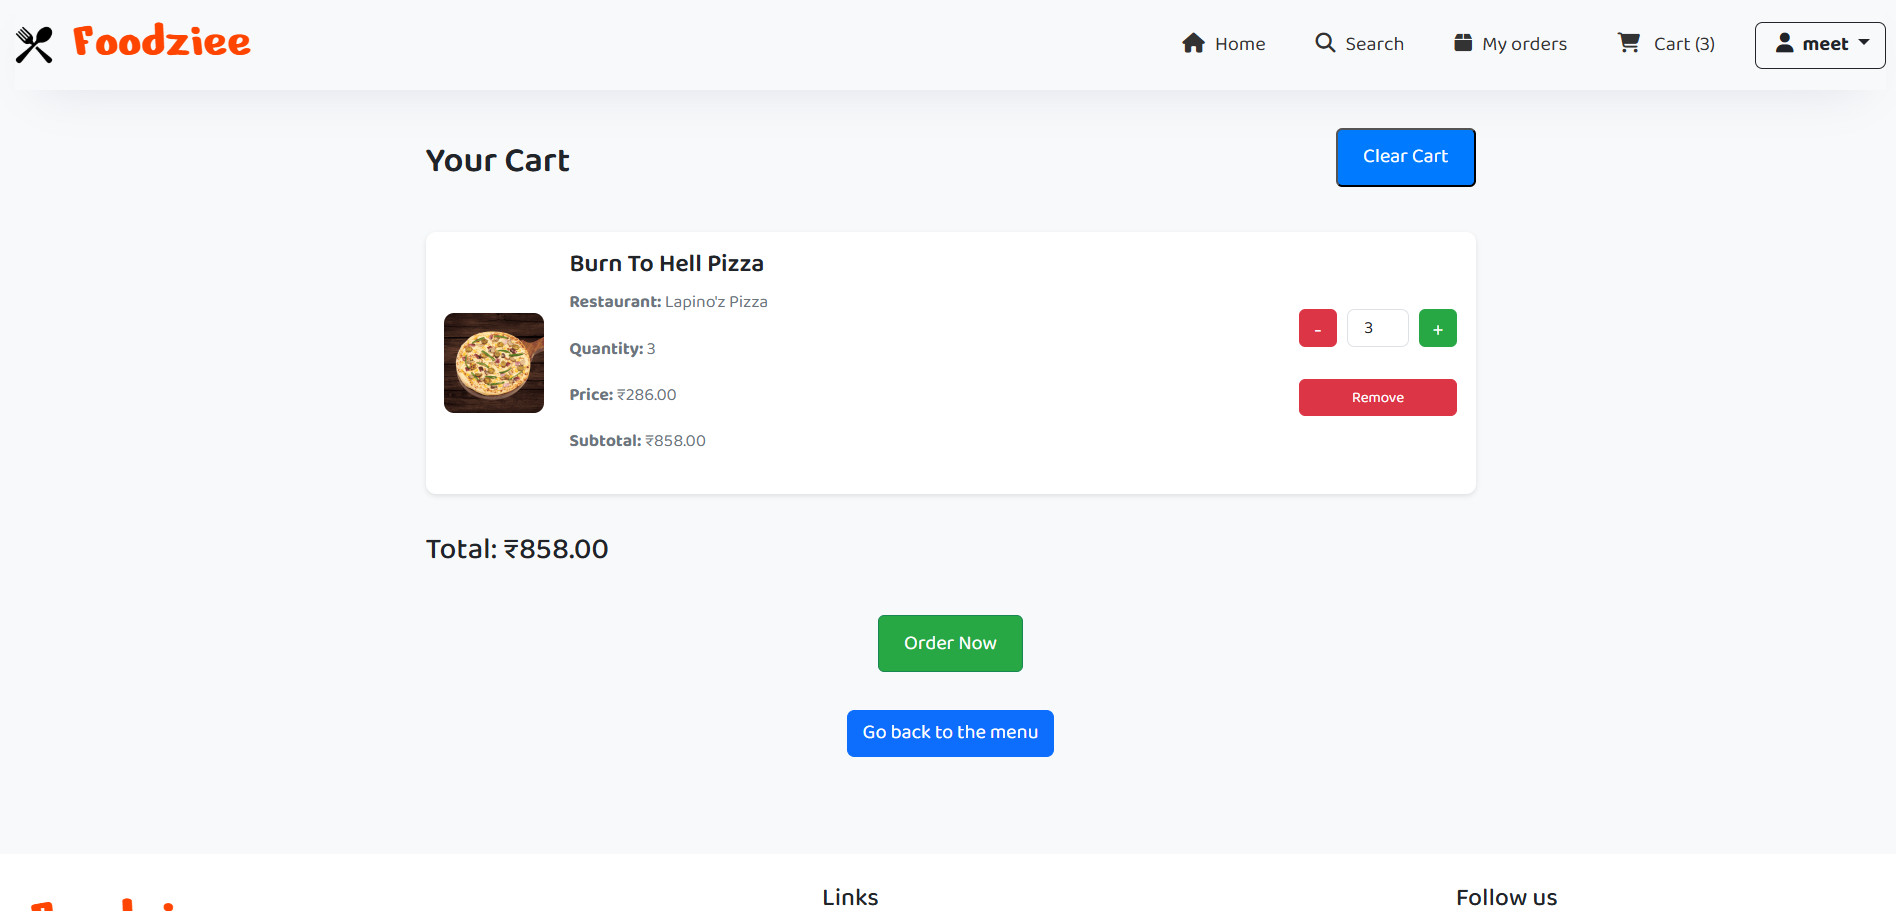 Foodziee
Home
Search
My orders
Cart (3)
meet
Your Cart
Clear Cart
Burn To Hell Pizza
Restaurant: Lapino'z Pizza
Quantity: 3
Price: ₹286.00
Subtotal: ₹858.00
-
3
+
Remove
Total: ₹858.00
Order Now
Go back to the menu
Links
Follow us